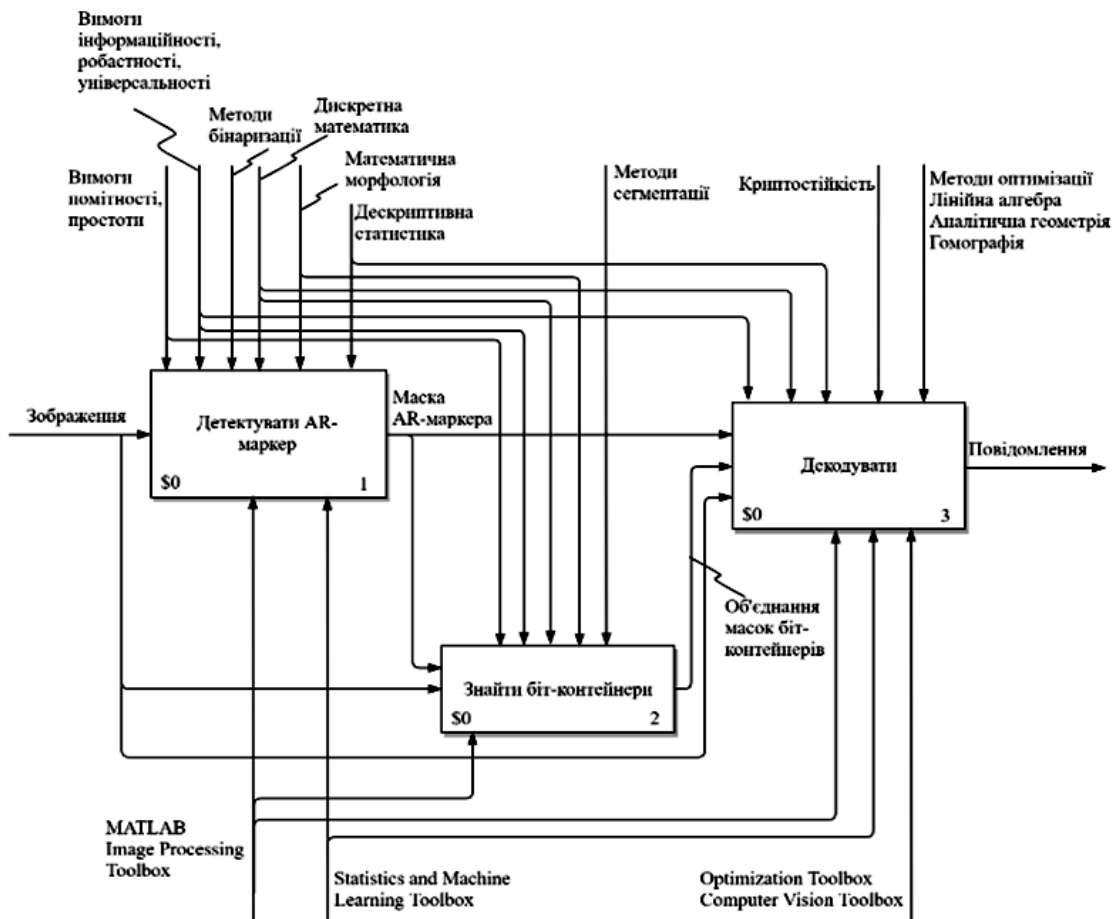 Вимоги
інформаційності,
робастності,
універсальності
Методи
бінаризації
Дискретна
математика
Вимоги
помітності,
простоти
Математична
морфологія
Дескриптивна
статистика
Методи
сегментації
Криптостійкість
Методи оптимізації
Лінійна алгебра
Аналітична геометрія
Гомографія
Зображення
Детектувати AR-
маркер
$0 1
Маска
AR-маркера
Дскодувати
$0 3
Повідомлення
Об'єднання
масок біт-
контейнерів
Знайти біт-контейнери
$0 2
MATLAB
Image Processing
Toolbox
Statistics and Machine
Learning Toolbox
Optimization Toolbox
Computer Vision Toolbox